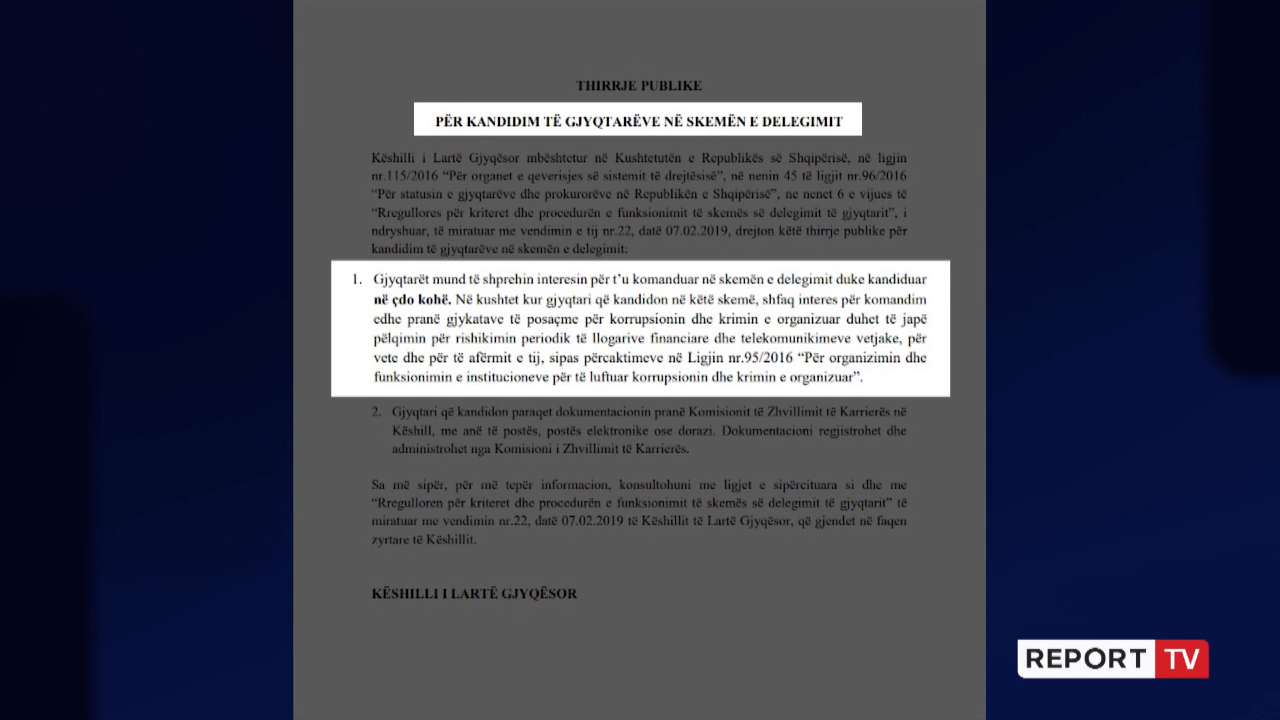 THIRRJE PUBLIKE
PËR KANDIDIM TË GJYQTARËVE NË SKEMËN E DELEGIMIT
Këshilli i Lartë Gjyqësor mbështetur në Kushtetutën e Republikës së Shqipërisë, në ligjin
nr.115/2016 “Për organet e qeverisjes së sistemit të drejtësisë”, në nenin 45 të ligjit nr.96/2016
“Për statusin e gjyqtarëve dhe prokurorëve në Republikën e Shqipërisë”, ne nenet 6 e vijues të
“Rregullores për kriteret dhe procedurën e funksionimit të skemës së delegimit të gjyqtarit”, i
ndryshuar, të miratuar me vendimin e tij nr.22, datë 07.02.2019, drejton këtë thirrje publike për
kandidim të gjyqtarëve në skemën e delegimit:
1. Gjyqtarët mund të shprehin interesin për t’u komanduar në skemën e delegimit duke kandiduar
në çdo kohë. Në kushtet kur gjyqtari që kandidon në këtë skemë, shfaq interes për komandim
edhe pranë gjykatave të posaçme për korrupsionin dhe krimin e organizuar duhet të japë
pëlqimin për rishikimin periodik të llogarive financiare dhe telekomunikimeve vetjake, për
vete dhe për të afërmit e tij, sipas përcaktimeve në Ligjin nr.95/2016 “Për organizimin dhe
funksionimin e institucioneve për të luftuar korrupsionin dhe krimin e organizuar”.
2. Gjyqtari që kandidon paraqet dokumentacionin pranë Komisionit të Zhvillimit të Karrierës në
Këshill, me anë të postës, postës elektronike ose dorazi. Dokumentacioni regjistrohet dhe
administrohet nga Komisioni i Zhvillimit të Karrierës.
Sa më sipër, për më tepër informacion, konsultohuni me ligjet e sipërcituara si dhe me
“Rregulloren për kriteret dhe procedurën e funksionimit të skemës së delegimit të gjyqtarit” të
miratuar me vendimin nr.22, datë 07.02.2019 të Këshillit të Lartë Gjyqësor, që gjendet në faqen
zyrtare të Këshillit.
KËSHILLI I LARTË GJYQËSOR
REPORT TV